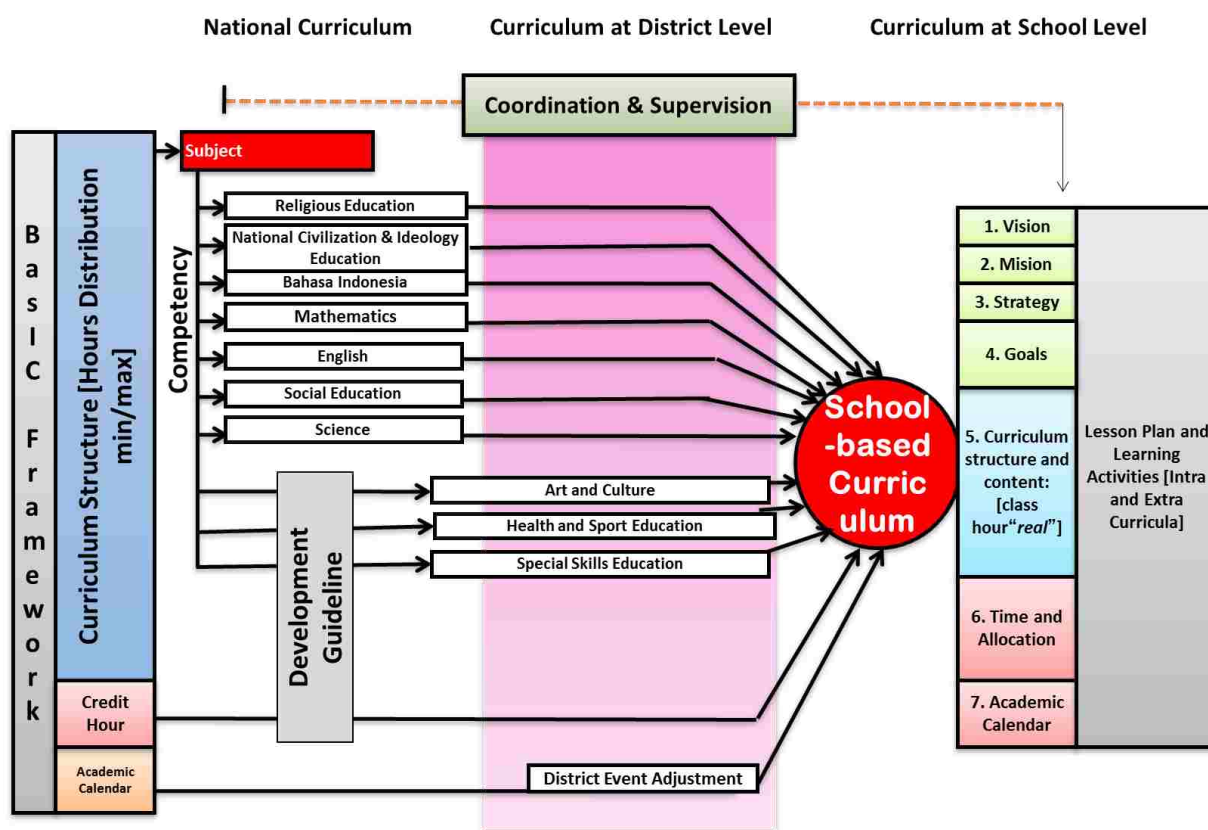 National Curriculum
Curriculum at District Level
Curriculum at School Level
Coordination & Supervision
BasIC Framework
Curriculum Structure [Hours Distribution
min/max]
Subject
Competency
Religious Education
National Civilization & Ideology
Education
Bahasa Indonesia
Mathematics
English
Social Education
Science
Development
Guideline
Art and Culture
Health and Sport Education
Special Skills Education
Credit
Hour
Academic
Calendar
District Event Adjustment
School
-based
Curric
ulum
1. Vision
2. Mision
3. Strategy
4. Goals
5. Curriculum
structure and
content:
[class
hour“real”]
6. Time and
Allocation
7. Academic
Calendar
Lesson Plan and
Learning
Activities [Intra
and Extra
Curricula]